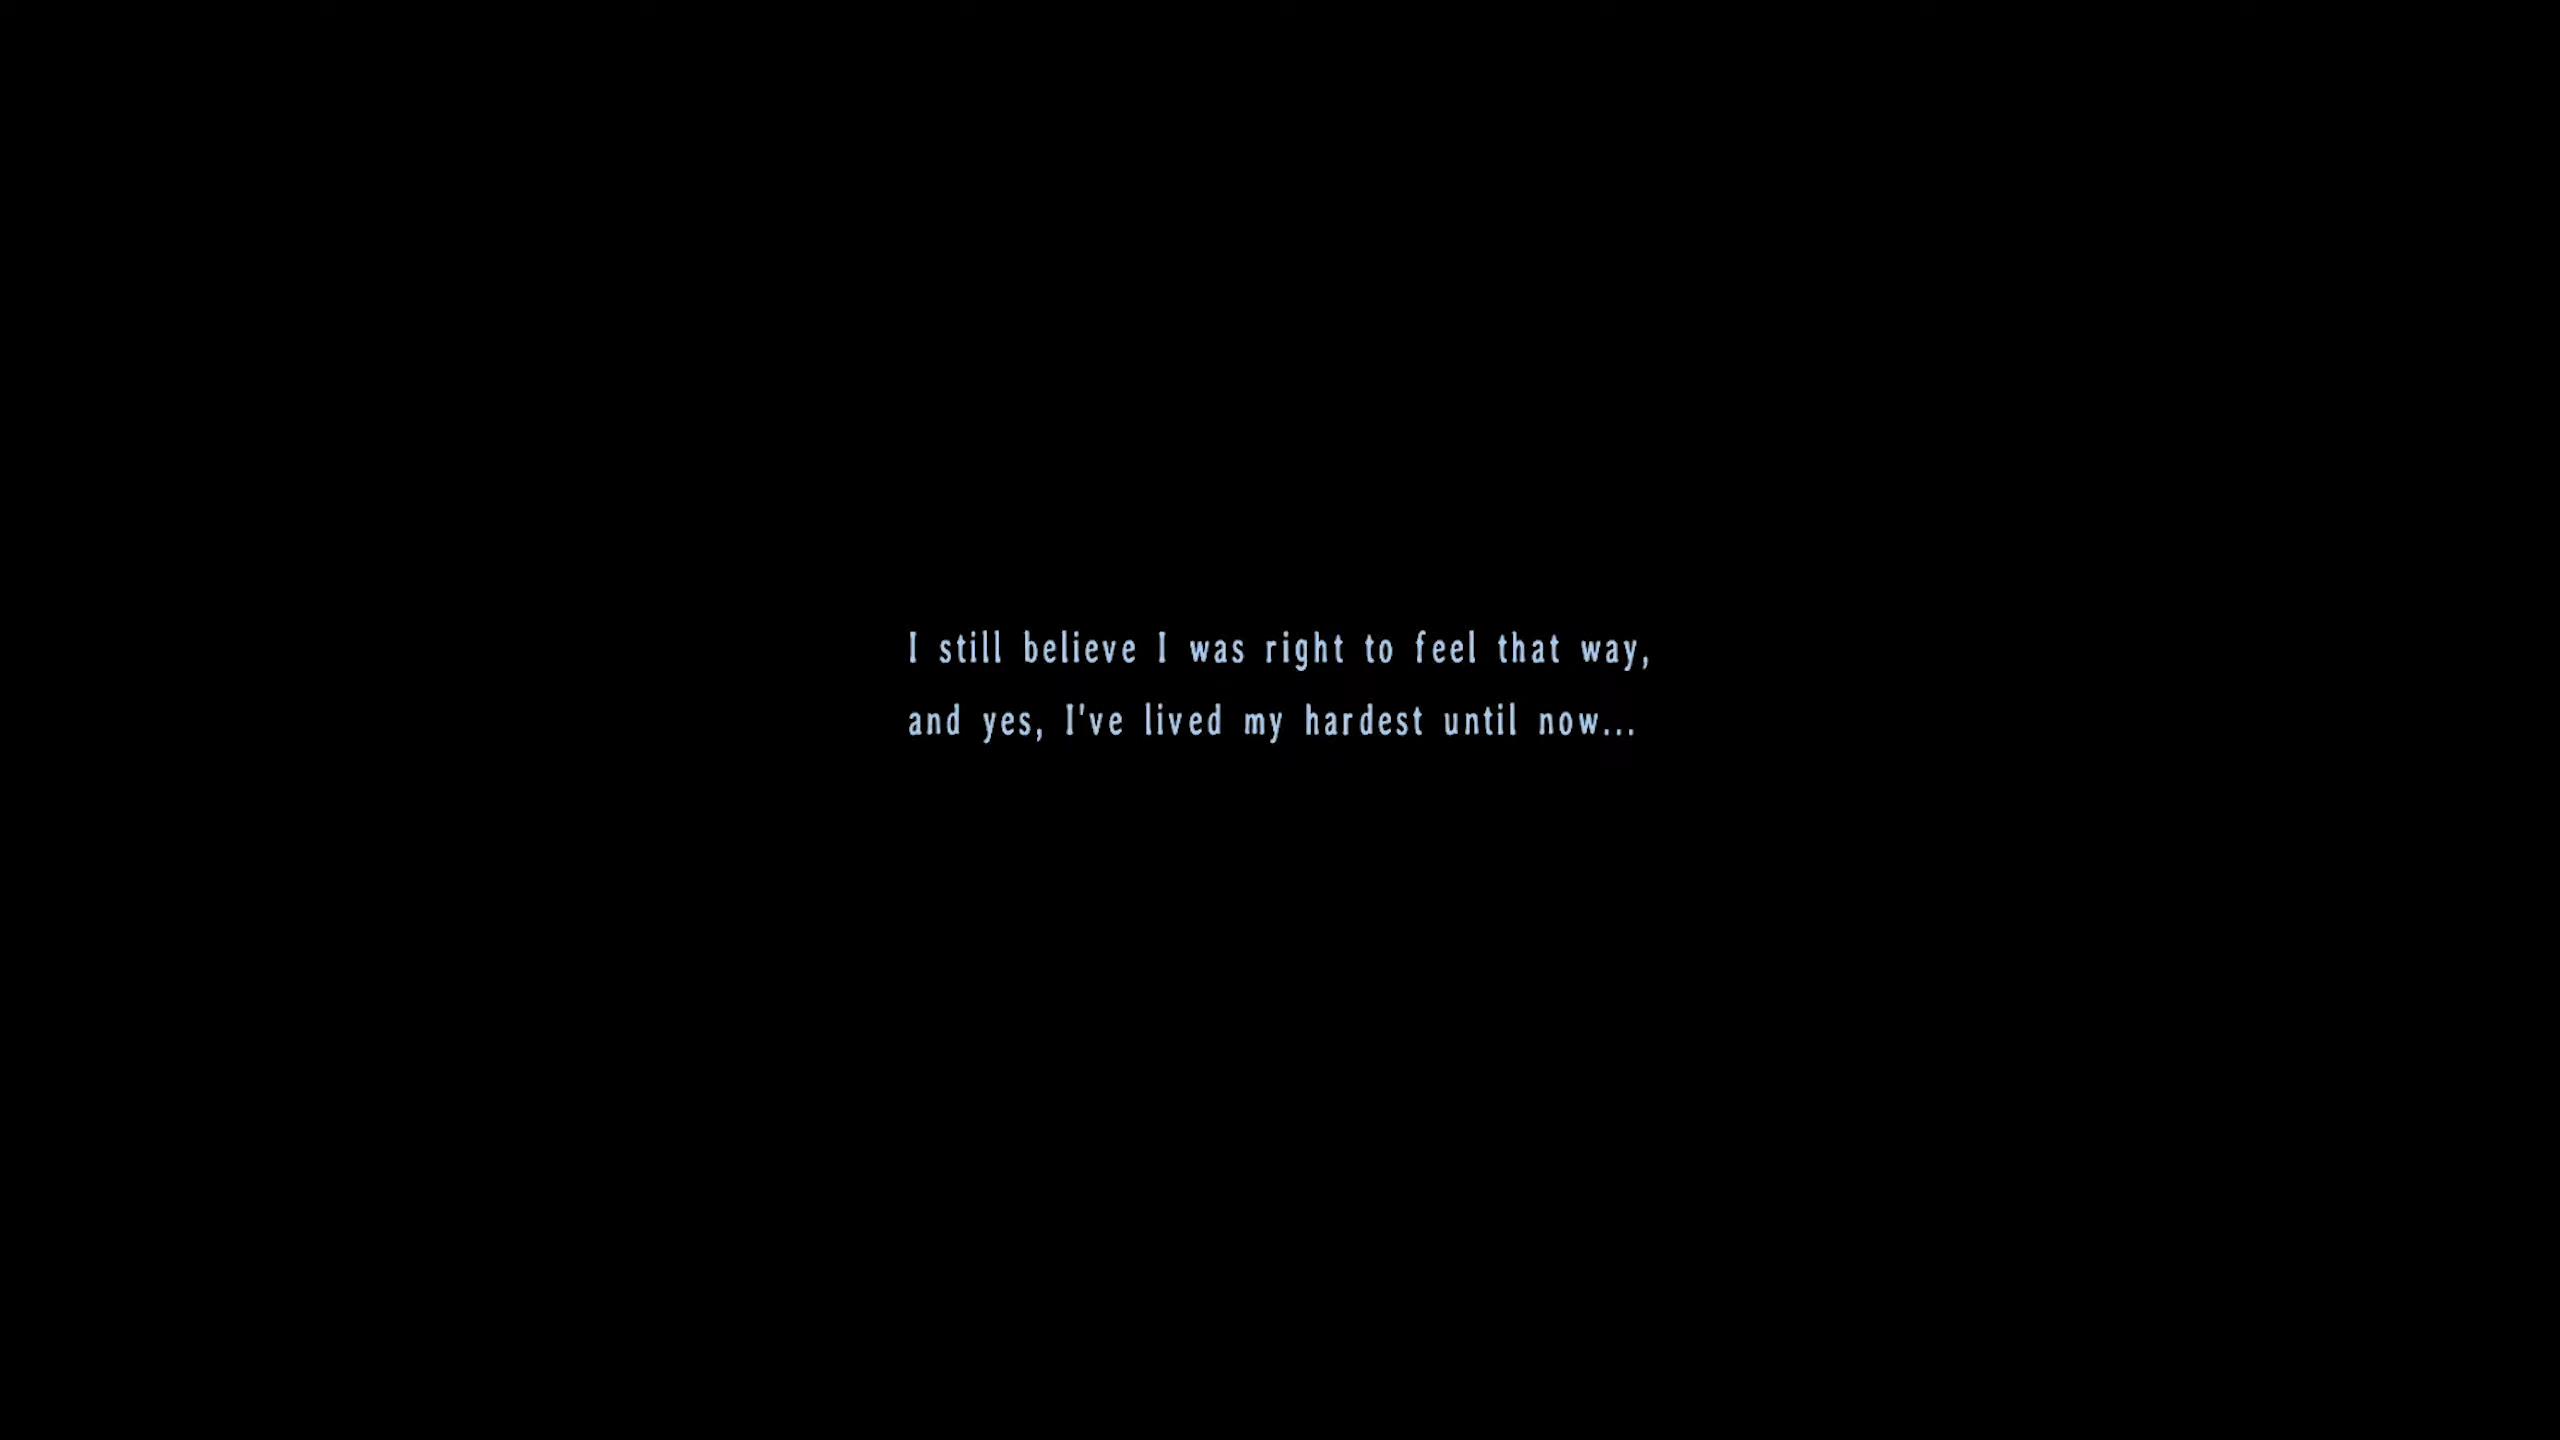 I still believe I was right to feel that way,
and yes, I've lived my hardest until now...